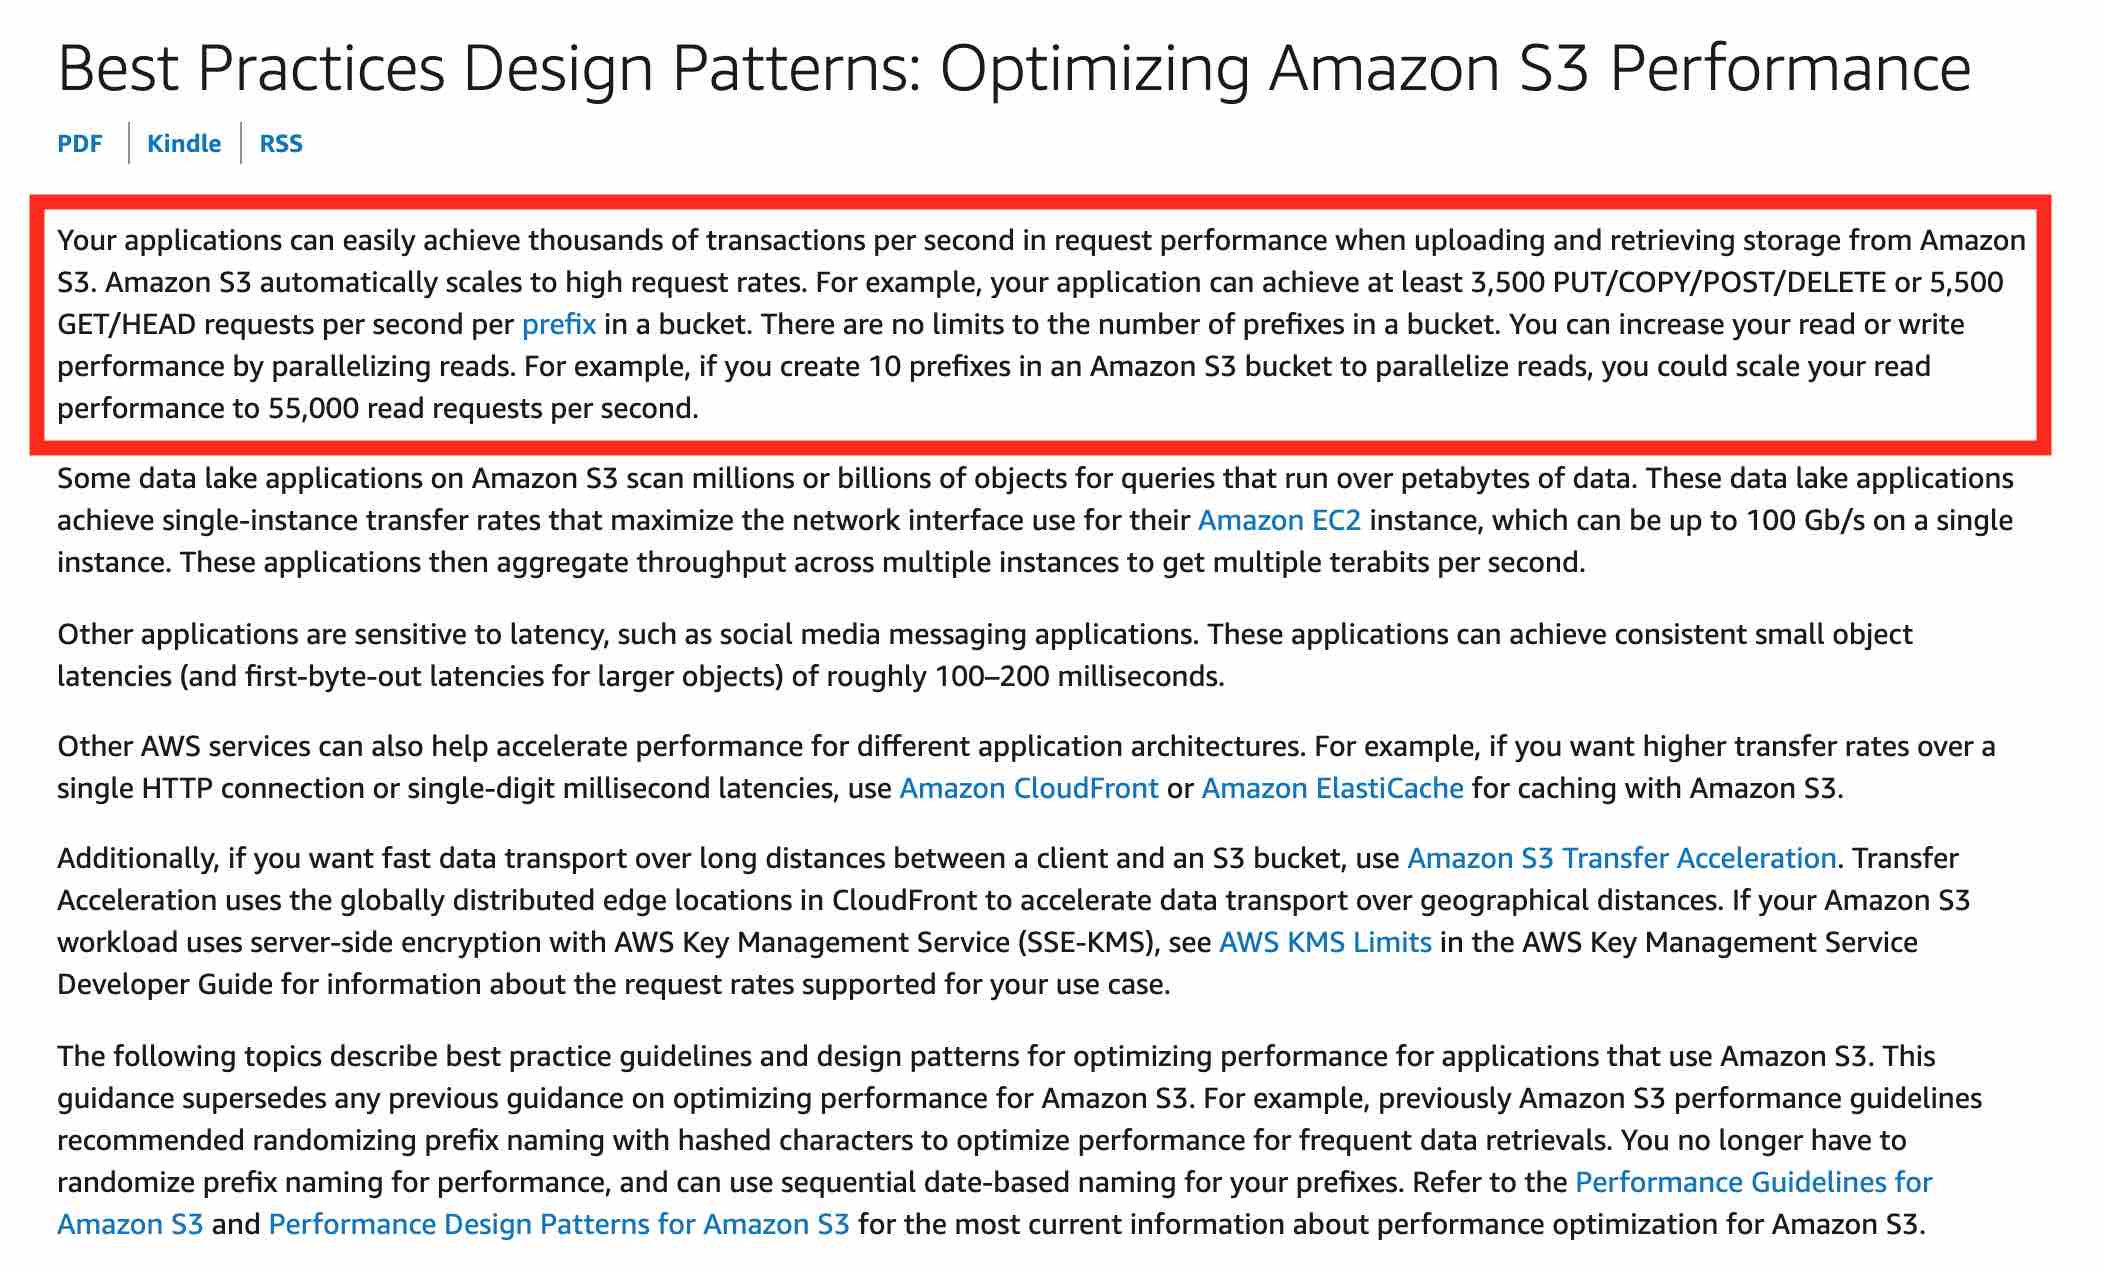 Best Practices Design Patterns: Optimizing Amazon S3 Performance
PDF Kindle RSS
Your applications can easily achieve thousands of transactions per second in request performance when uploading and retrieving storage from Amazon
S3. Amazon S3 automatically scales to high request rates. For example, your application can achieve at least 3,500 PUT/COPY/POST/DELETE or 5,500
GET/HEAD requests per second per prefix in a bucket. There are no limits to the number of prefixes in a bucket. You can increase your read or write
performance by parallelizing reads. For example, if you create 10 prefixes in an Amazon S3 bucket to parallelize reads, you could scale your read
performance to 55,000 read requests per second.
Some data lake applications on Amazon S3 scan millions or billions of objects for queries that run over petabytes of data. These data lake applications
achieve single-instance transfer rates that maximize the network interface use for their Amazon EC2 instance, which can be up to 100 Gb/s on a single
instance. These applications then aggregate throughput across multiple instances to get multiple terabits per second.
Other applications are sensitive to latency, such as social media messaging applications. These applications can achieve consistent small object
latencies (and first-byte-out latencies for larger objects) of roughly 100–200 milliseconds.
Other AWS services can also help accelerate performance for different application architectures. For example, if you want higher transfer rates over a
single HTTP connection or single-digit millisecond latencies, use Amazon CloudFront or Amazon ElastiCache for caching with Amazon S3.
Additionally, if you want fast data transport over long distances between a client and an S3 bucket, use Amazon S3 Transfer Acceleration. Transfer
Acceleration uses the globally distributed edge locations in CloudFront to accelerate data transport over geographical distances. If your Amazon S3
workload uses server-side encryption with AWS Key Management Service (SSE-KMS), see AWS KMS Limits in the AWS Key Management Service
Developer Guide for information about the request rates supported for your use case.
The following topics describe best practice guidelines and design patterns for optimizing performance for applications that use Amazon S3. This
guidance supersedes any previous guidance on optimizing performance for Amazon S3. For example, previously Amazon S3 performance guidelines
recommended randomizing prefix naming with hashed characters to optimize performance for frequent data retrievals. You no longer have to
randomize prefix naming for performance, and can use sequential date-based naming for your prefixes. Refer to the Performance Guidelines for
Amazon S3 and Performance Design Patterns for Amazon S3 for the most current information about performance optimization for Amazon S3.